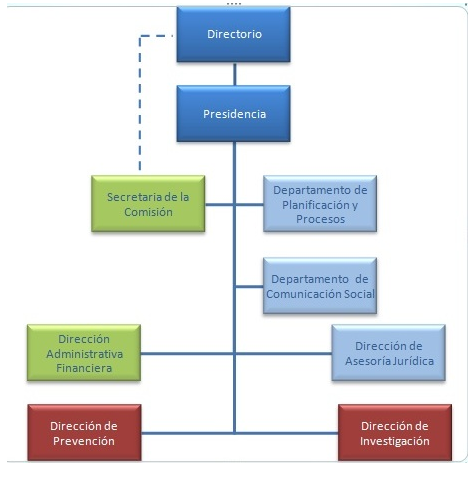 Directorio
Presidencia
Secretaria de la
Comisión
Departamento de
Planificación y
Procesos
Departamento de
Comunicación Social
Dirección
Administrativa
Financiera
Dirección de
Asesoría Jurídica
Dirección de
Prevención
Dirección de
Investigación